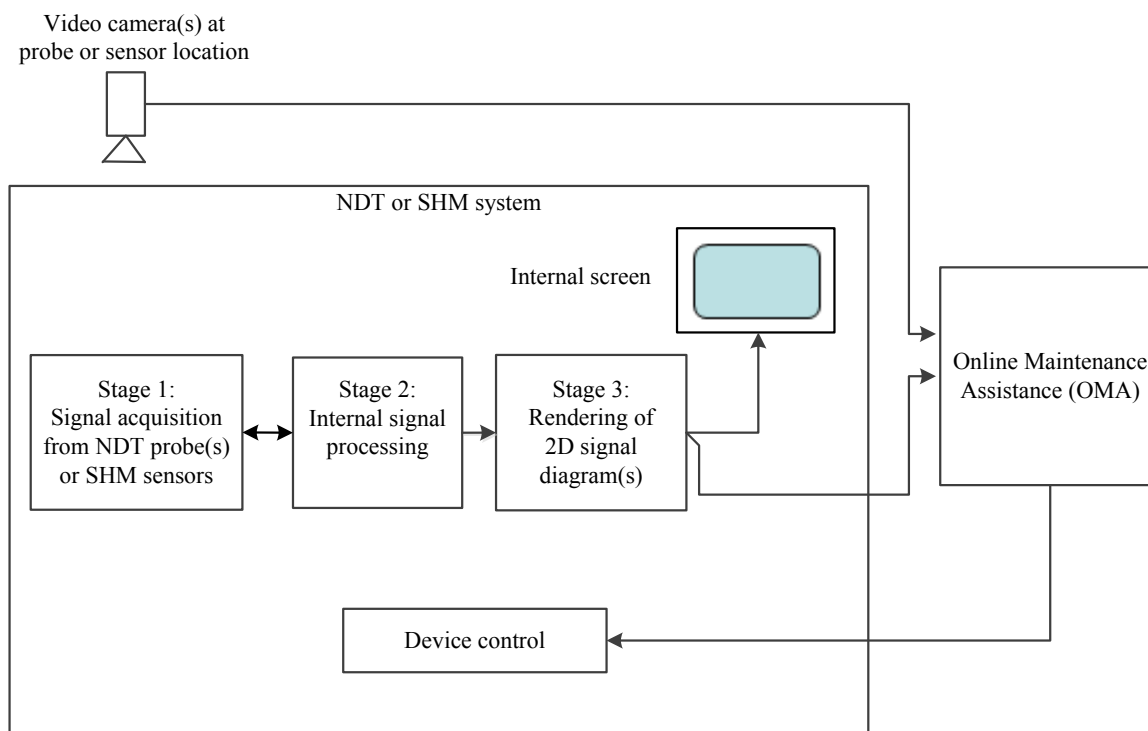 Video camera(s) at
probe or sensor location
NDT or SHM system
Internal screen
Online Maintenance
Assistance (OMA)
Stage 1:
Signal acquisition
from NDT probe(s)
or SHM sensors
Stage 2:
Internal signal
processing
Stage 3:
Rendering of
2D signal
diagram(s)
Device control